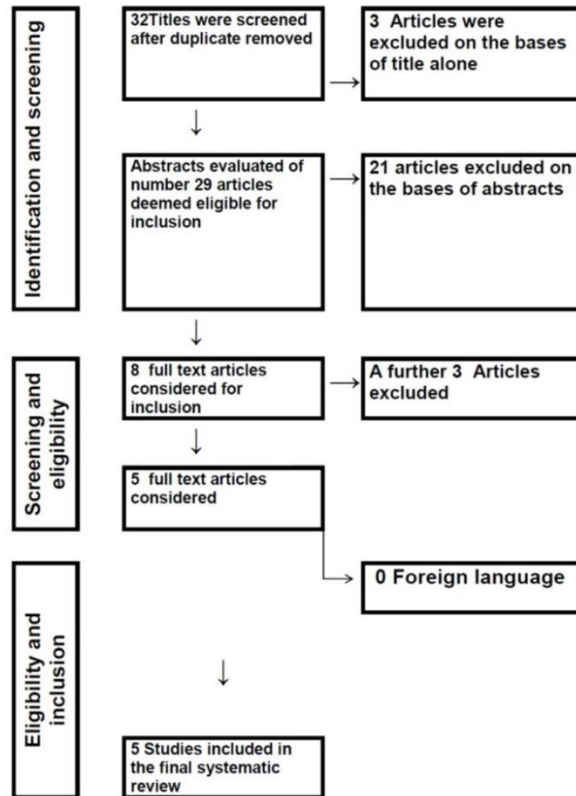 Identification and screening
32Titles were screened
after duplicate removed
3 Articles were
excluded on the bases
of title alone
Abstracts evaluated of
number 29 articles
deemed eligible for
inclusion
21 articles excluded on
the bases of abstracts
Screening and
eligibility
8 full text articles
considered for
inclusion
A further 3 Articles
excluded
5 full text articles
considered
Eligibility and
inclusion
0 Foreign language
5 Studies included in
the final systematic
review